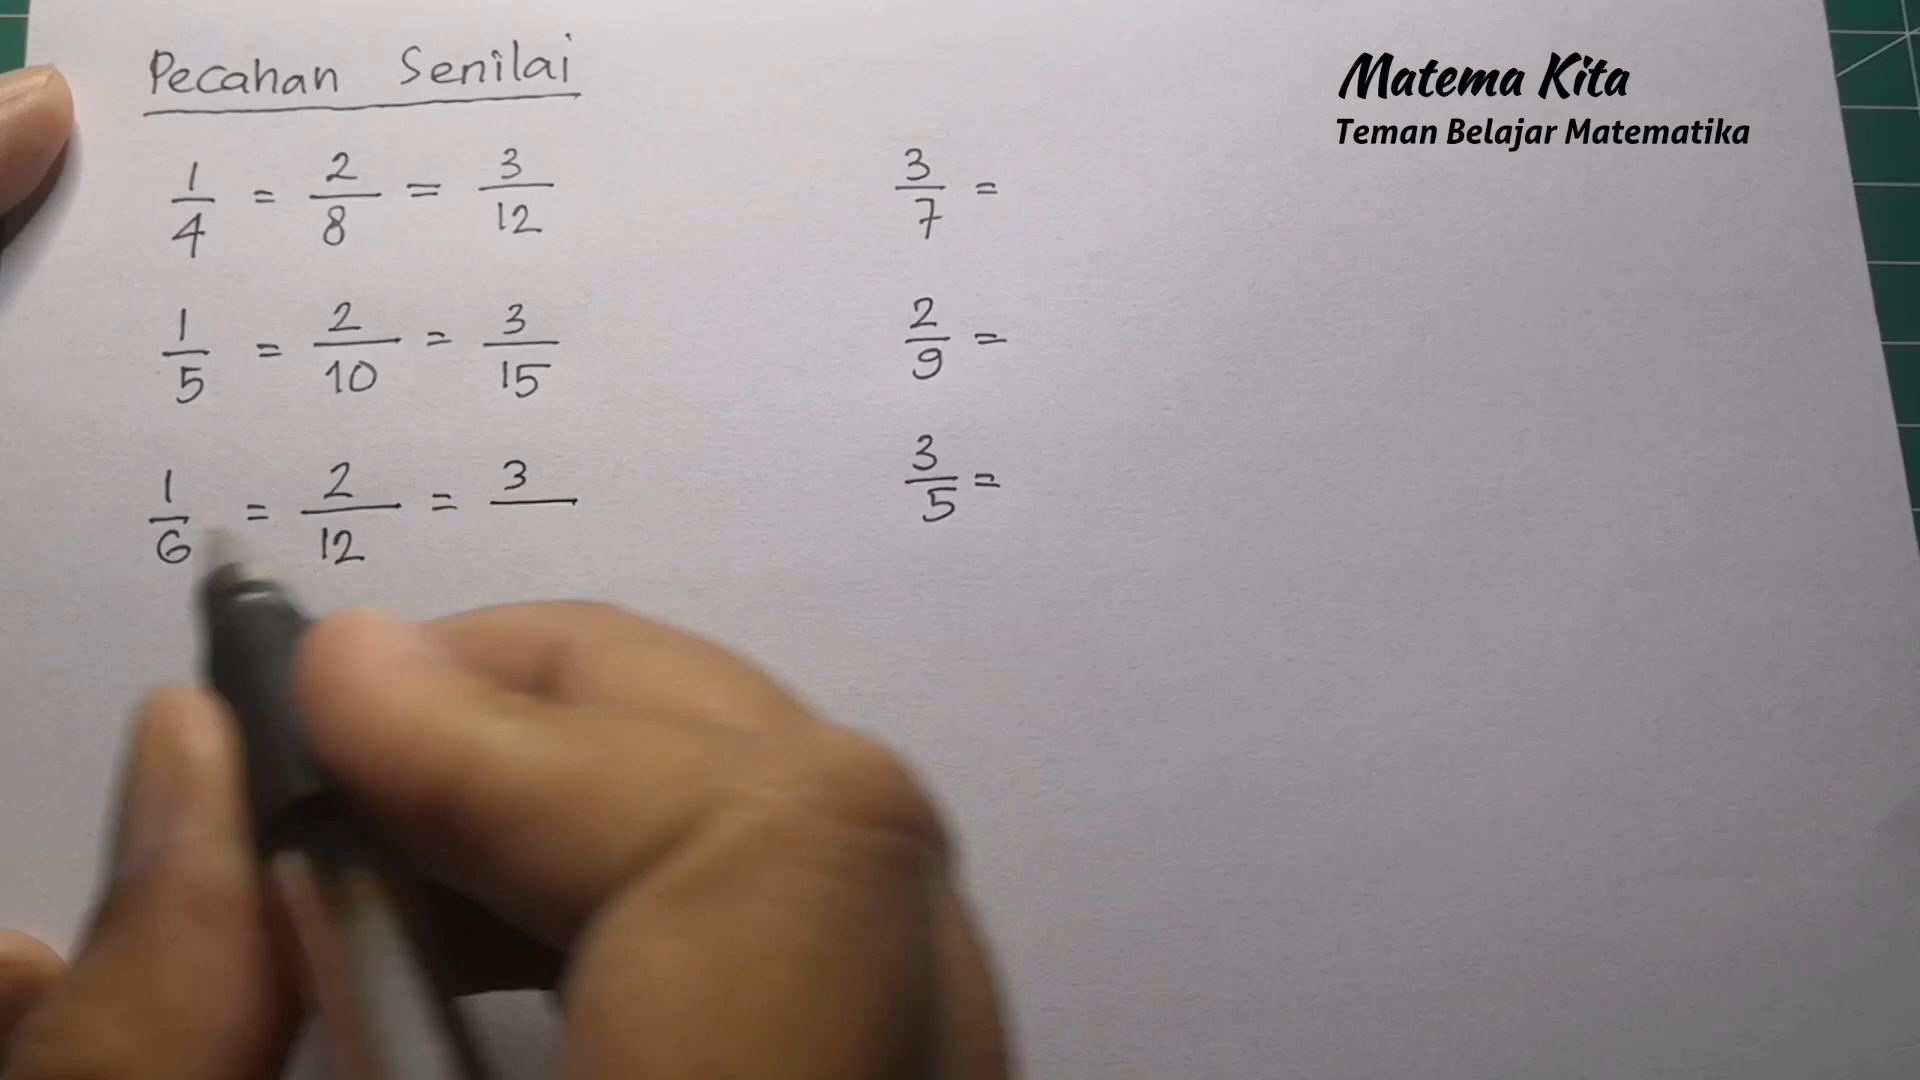 Pecahan Senilai
1/4 = 2/8 = 3/12
1/5 = 2/10 = 3/15
1/6 = 2/12 = 3/
3/7 =
2/9 =
3/5 =
Matema Kita
Teman Belajar Matematika